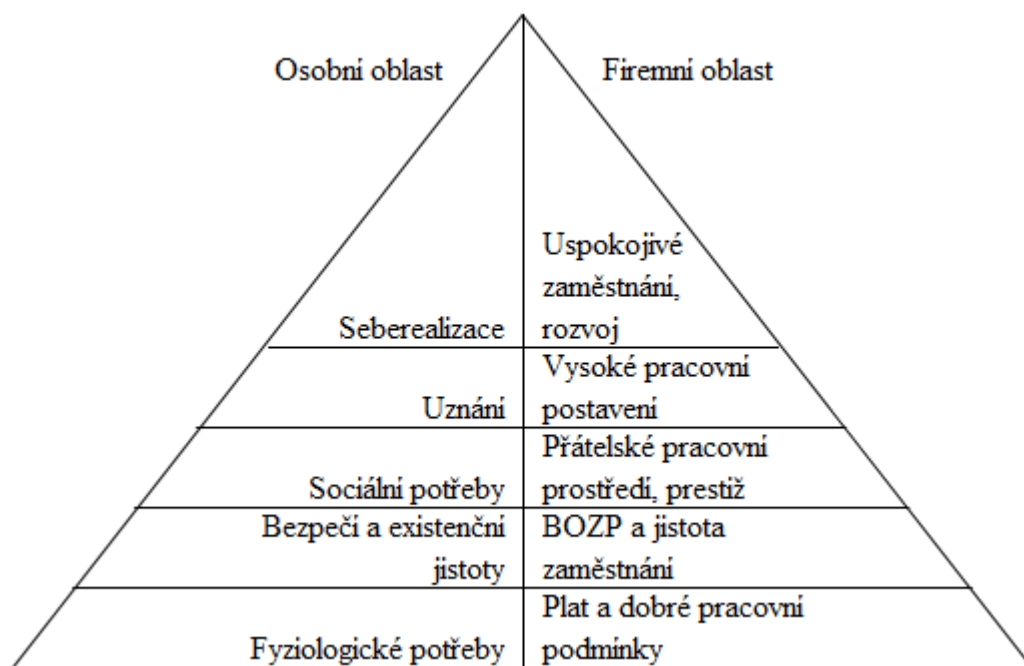 Osobní oblast
Firemní oblast
Uspokojivé
zaměstnání,
Seberealizace
rozvoj
Vysoké pracovní
Uznání
postavení
Přátelské pracovní
Sociální potřeby
prostředí, prestiž
Bezpečí a existenční
jistoty
BOZP a jistota
zaměstnání
Plat a dobré pracovní
Fyziologické potřeby
podmínky